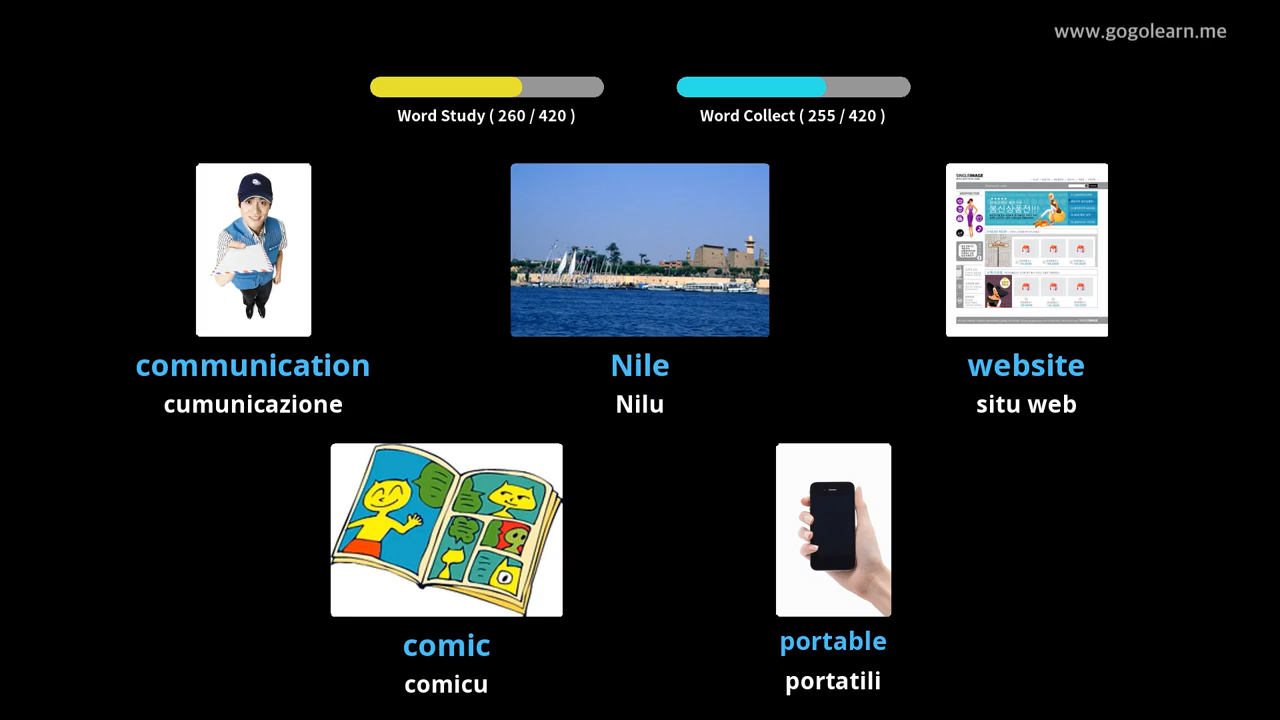 www.gogolearn.me
Word Study ( 260 / 420 )
Word Collect ( 255 / 420 )
communication
cumunicazione
Nile
Nilu
website
situ web
comic
comicu
portable
portatili